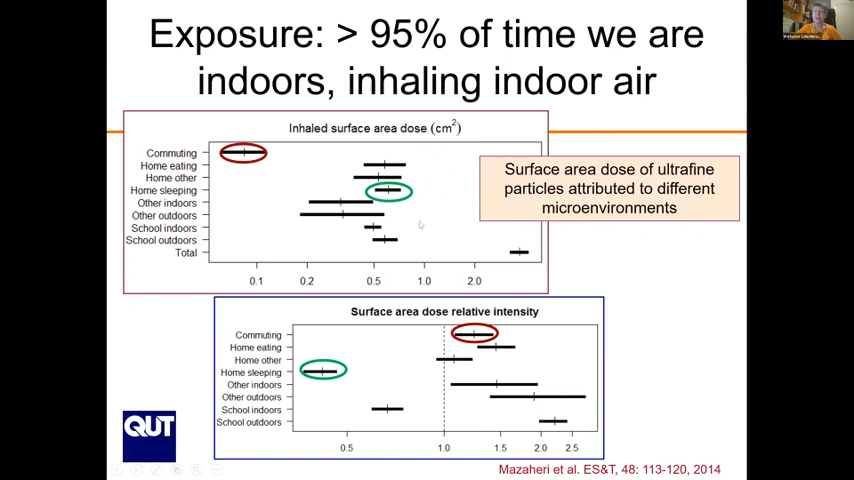 Exposure: > 95% of time we are
indoors, inhaling indoor air
Inhaled surface area dose (cm2)
Commuting
Home eating
Home other
Home sleeping
Other indoors
Other outdoors
School indoors
School outdoors
Total
0.1 0.2 0.5 1.0 2.0
Surface area dose of ultrafine
particles attributed to different
microenvironments
Surface area dose relative intensity
Commuting
Home eating
Home other
Home sleeping
Other indoors
Other outdoors
School indoors
School outdoors
0.5 1.0 1.5 2.0 2.5
QUT
Mazaheri et al. ES&T, 48: 113-120, 2014